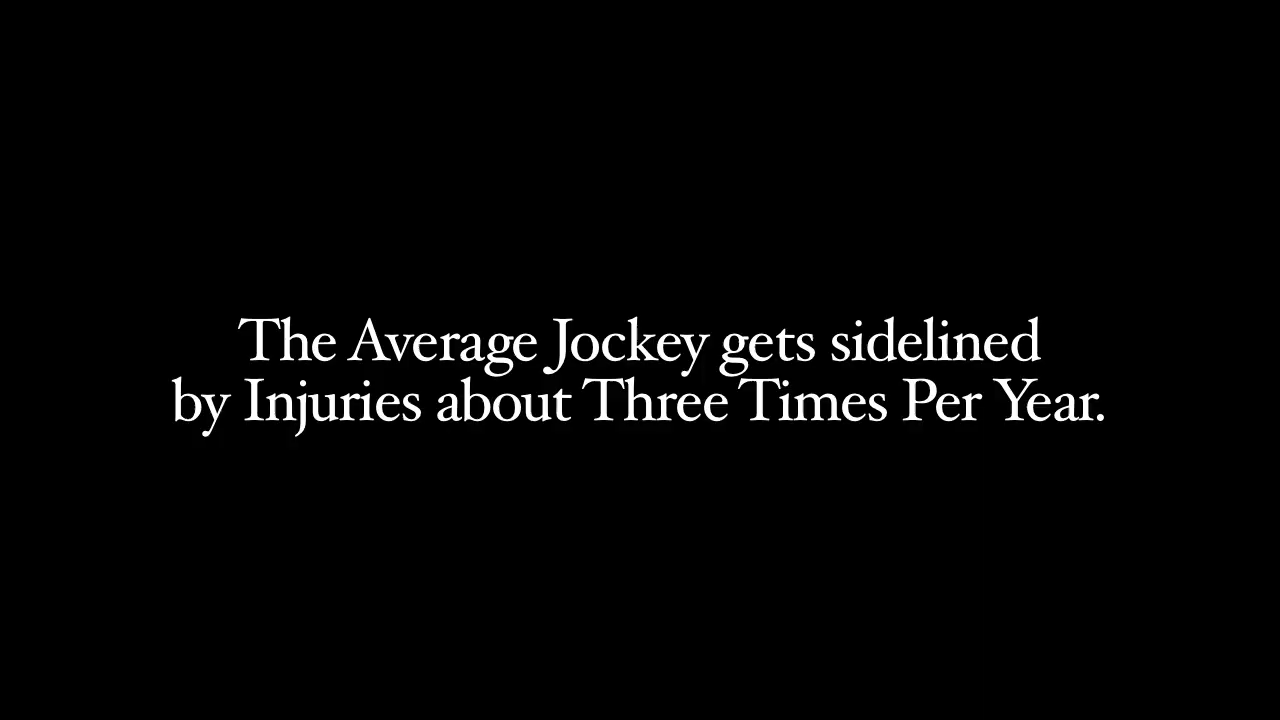 The Average Jockey gets sidelined
by Injuries about Three Times Per Year.